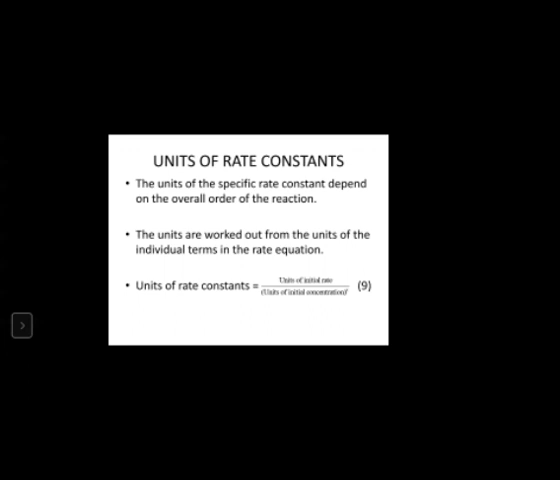 UNITS OF RATE CONSTANTS
• The units of the specific rate constant depend
on the overall order of the reaction.
• The units are worked out from the units of the
individual terms in the rate equation.
• Units of rate constants = Units of initial rate / (Units of initial concentration) (9)